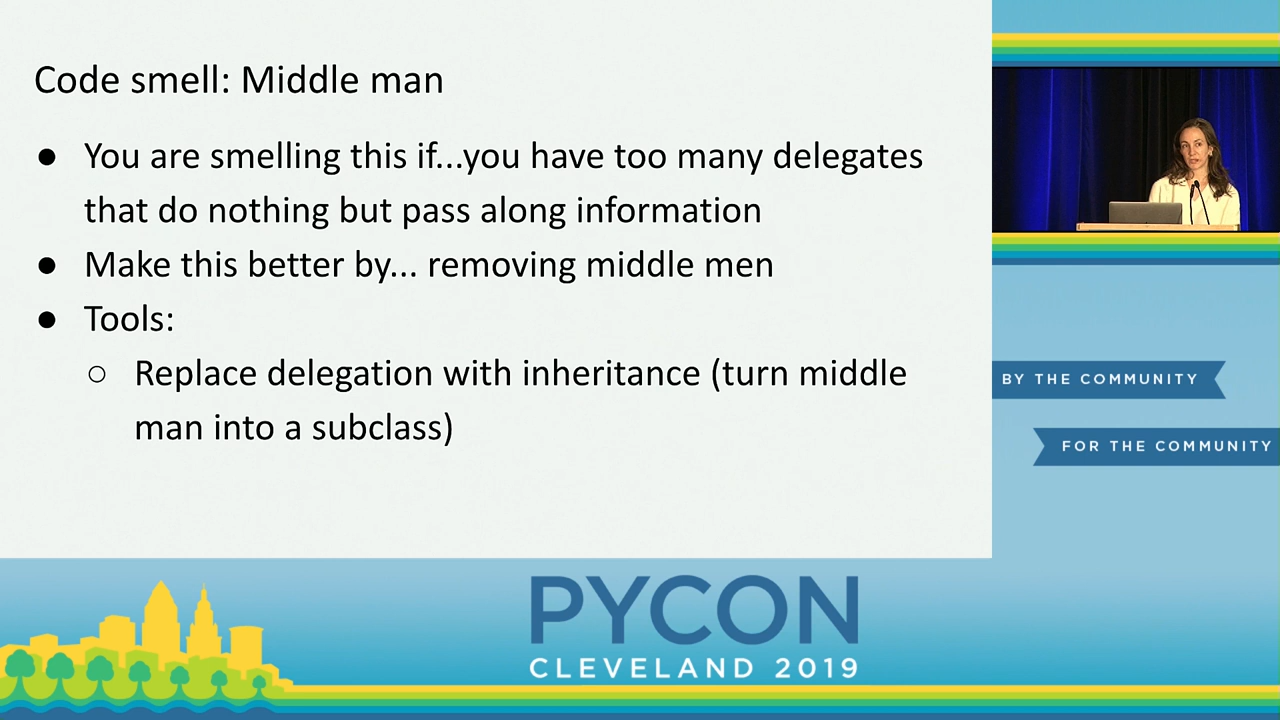 Code smell: Middle man
● You are smelling this if...you have too many delegates
that do nothing but pass along information
● Make this better by... removing middle men
● Tools:
○ Replace delegation with inheritance (turn middle
man into a subclass)
BY THE COMMUNITY
FOR THE COMMUNITY
PYCON
CLEVELAND 2019